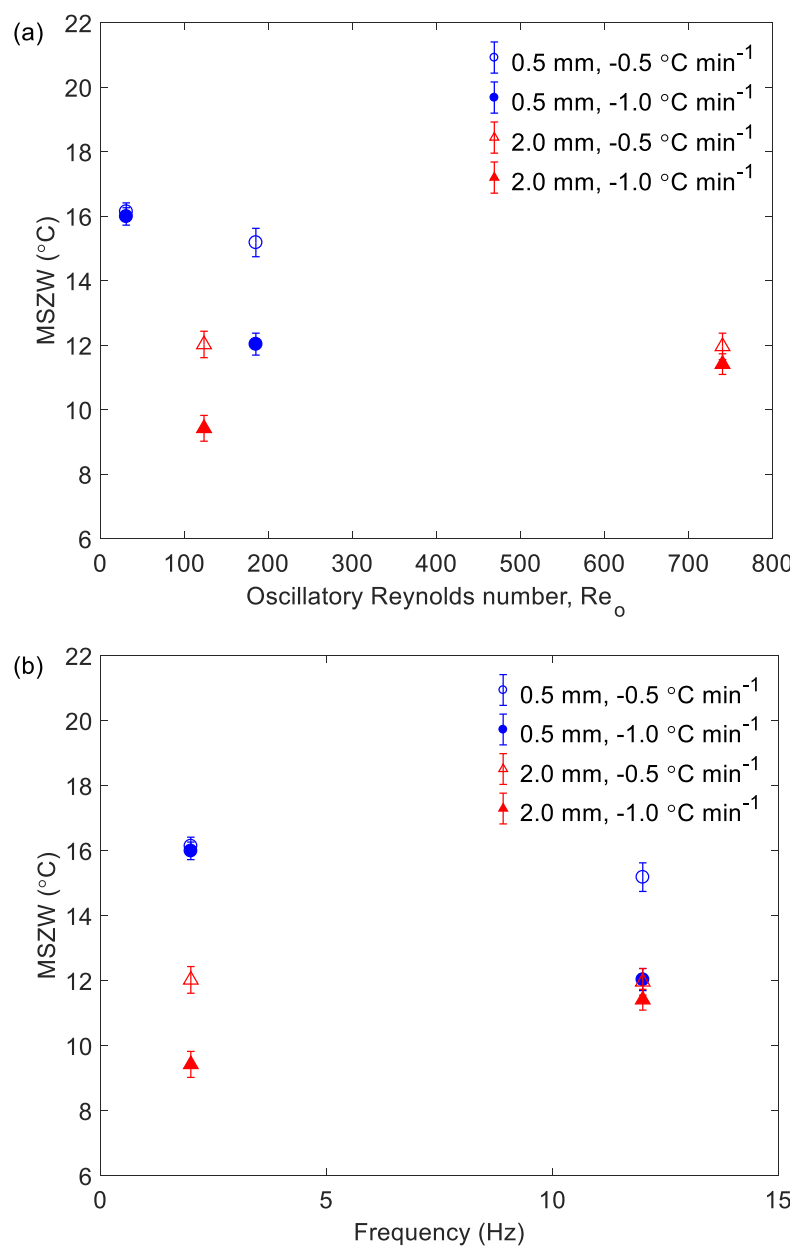 (a)
22
20
18
16
14
12
10
8
6
MSZW (°C)
0.5 mm, -0.5 °C min⁻¹
0.5 mm, -1.0 °C min⁻¹
2.0 mm, -0.5 °C min⁻¹
2.0 mm, -1.0 °C min⁻¹
0 100 200 300 400 500 600 700 800
Oscillatory Reynolds number, Reₒ
(b)
22
20
18
16
14
12
10
8
6
MSZW (°C)
0.5 mm, -0.5 °C min⁻¹
0.5 mm, -1.0 °C min⁻¹
2.0 mm, -0.5 °C min⁻¹
2.0 mm, -1.0 °C min⁻¹
0 5 10 15
Frequency (Hz)